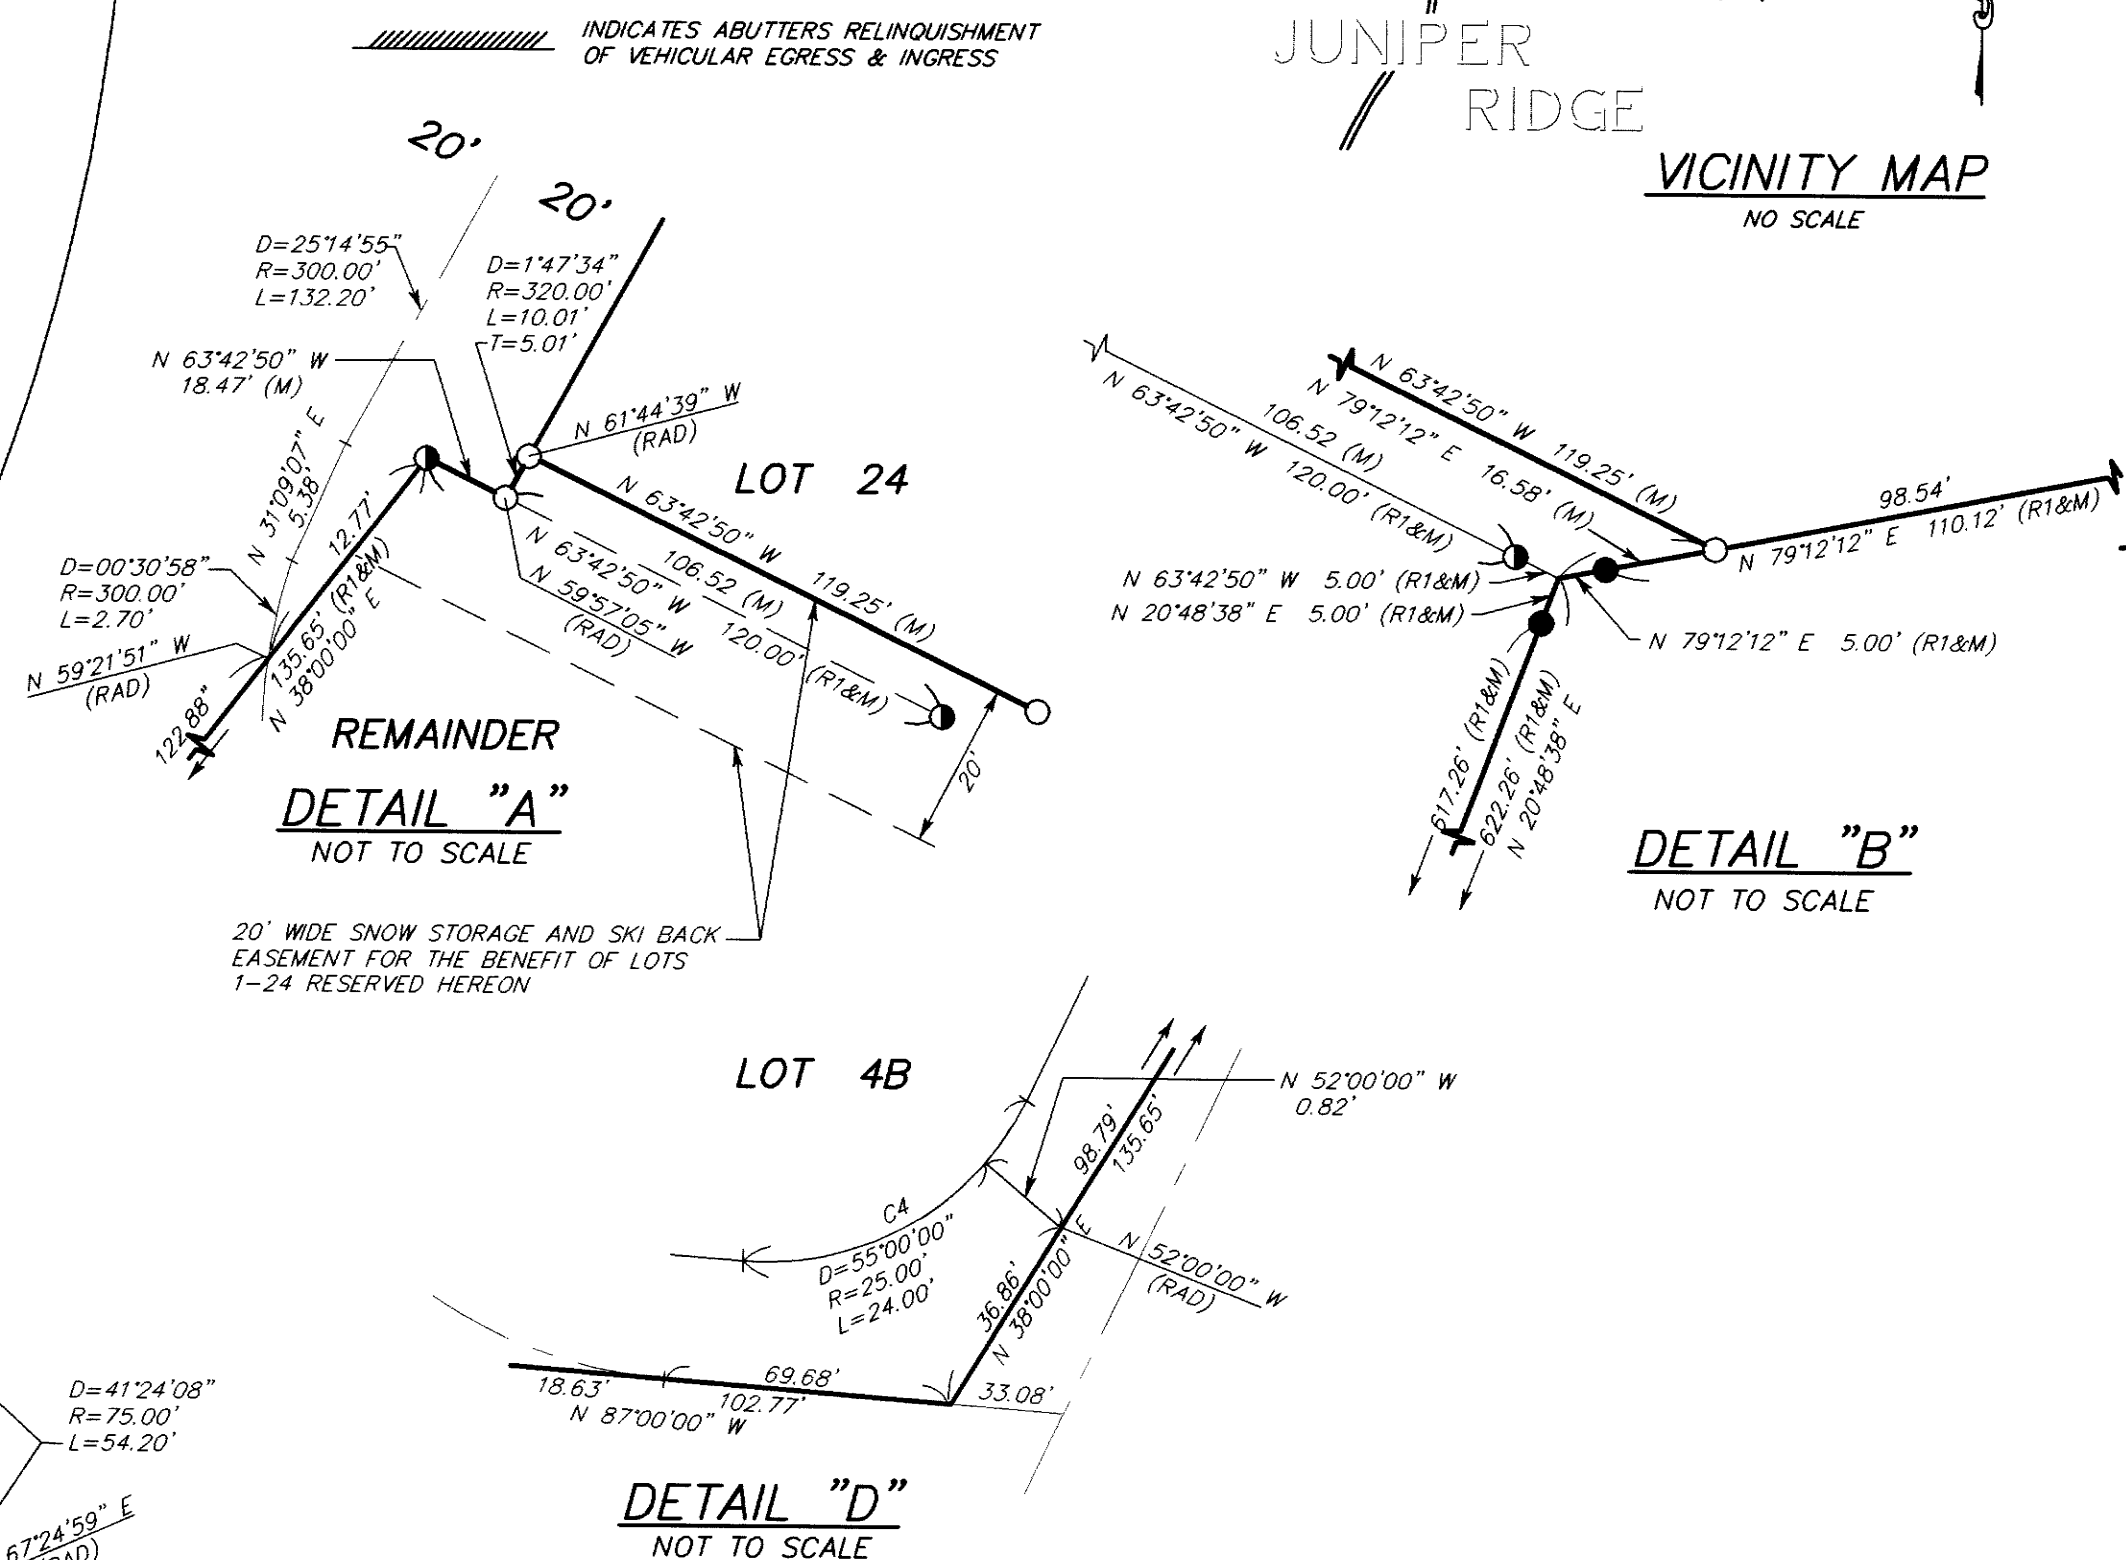 INDICATES ABUTTERS RELINQUISHMENT
OF VEHICULAR EGRESS & INGRESS
JUNIPER
RIDGE
VICINITY MAP
NO SCALE
20'
20'
D=25°14'55"
R=300.00'
L=132.20'
D=1°47'34"
R=320.00'
L=10.01'
T=5.01'
N 63°42'50" W
18.47' (M)
N 61°44'39" W
(RAD)
LOT 24
N 31°09'07" E
5.38'
12.77'
135.65' (R1&M)
N 38°00'00" E
D=00°30'58"
R=300.00'
L=2.70'
N 59°21'51" W
(RAD)
122.88"
N 63°42'50" W 119.25' (M)
106.52 (M)
N 63°42'50" W 120.00' (R1&M)
N 59°57'05" W
(RAD)
20'
REMAINDER
DETAIL "A"
NOT TO SCALE
20' WIDE SNOW STORAGE AND SKI BACK
EASEMENT FOR THE BENEFIT OF LOTS
1-24 RESERVED HEREON
N 63°42'50" W 119.25' (M)
N 79°12'12" E 16.58' (M)
106.52 (M)
N 63°42'50" W 120.00' (R1&M)
98.54'
N 79°12'12" E 110.12' (R1&M)
N 63°42'50" W 5.00' (R1&M)
N 20°48'38" E 5.00' (R1&M)
N 79°12'12" E 5.00' (R1&M)
617.26' (R1&M)
622.26' (R1&M)
N 20°48'38" E
DETAIL "B"
NOT TO SCALE
LOT 4B
N 52°00'00" W
0.82'
98.79'
135.65'
C4
D=55°00'00"
R=25.00'
L=24.00'
36.86'
N 38°00'00" E
N 52°00'00" W
(RAD)
69.68'
18.63'
102.77'
N 87°00'00" W
33.08'
D=41°24'08"
R=75.00'
L=54.20'
67°24'59" E
DETAIL "D"
NOT TO SCALE